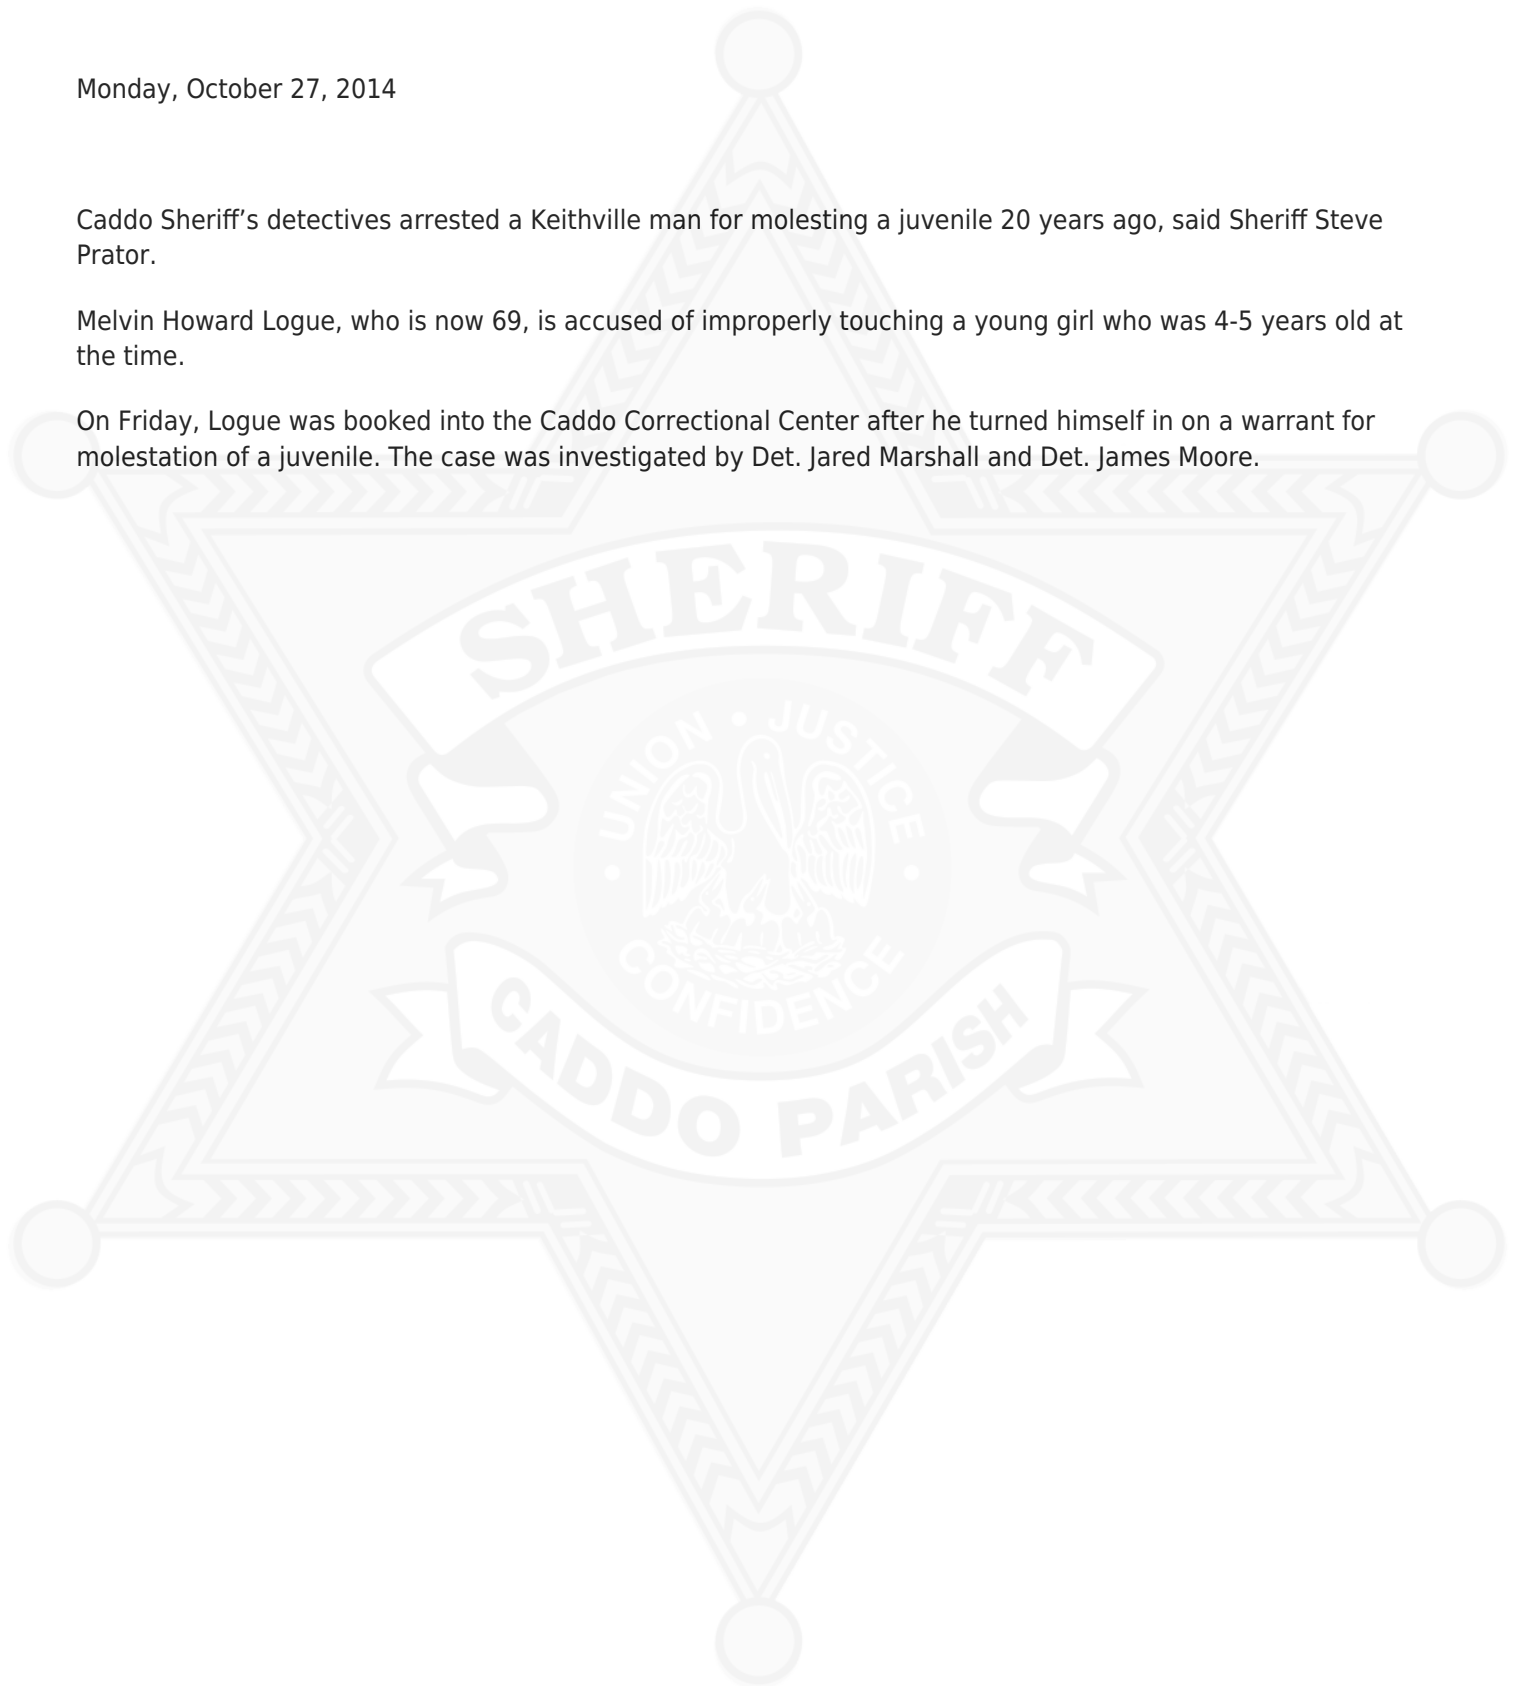 Monday, October 27, 2014
Caddo Sheriff’s detectives arrested a Keithville man for molesting a juvenile 20 years ago, said Sheriff Steve
Prator.
Melvin Howard Logue, who is now 69, is accused of improperly touching a young girl who was 4-5 years old at
the time.
On Friday, Logue was booked into the Caddo Correctional Center after he turned himself in on a warrant for
molestation of a juvenile. The case was investigated by Det. Jared Marshall and Det. James Moore.
SHERIFF
UNION • JUSTICE
• CONFIDENCE •
CADDO PARISH